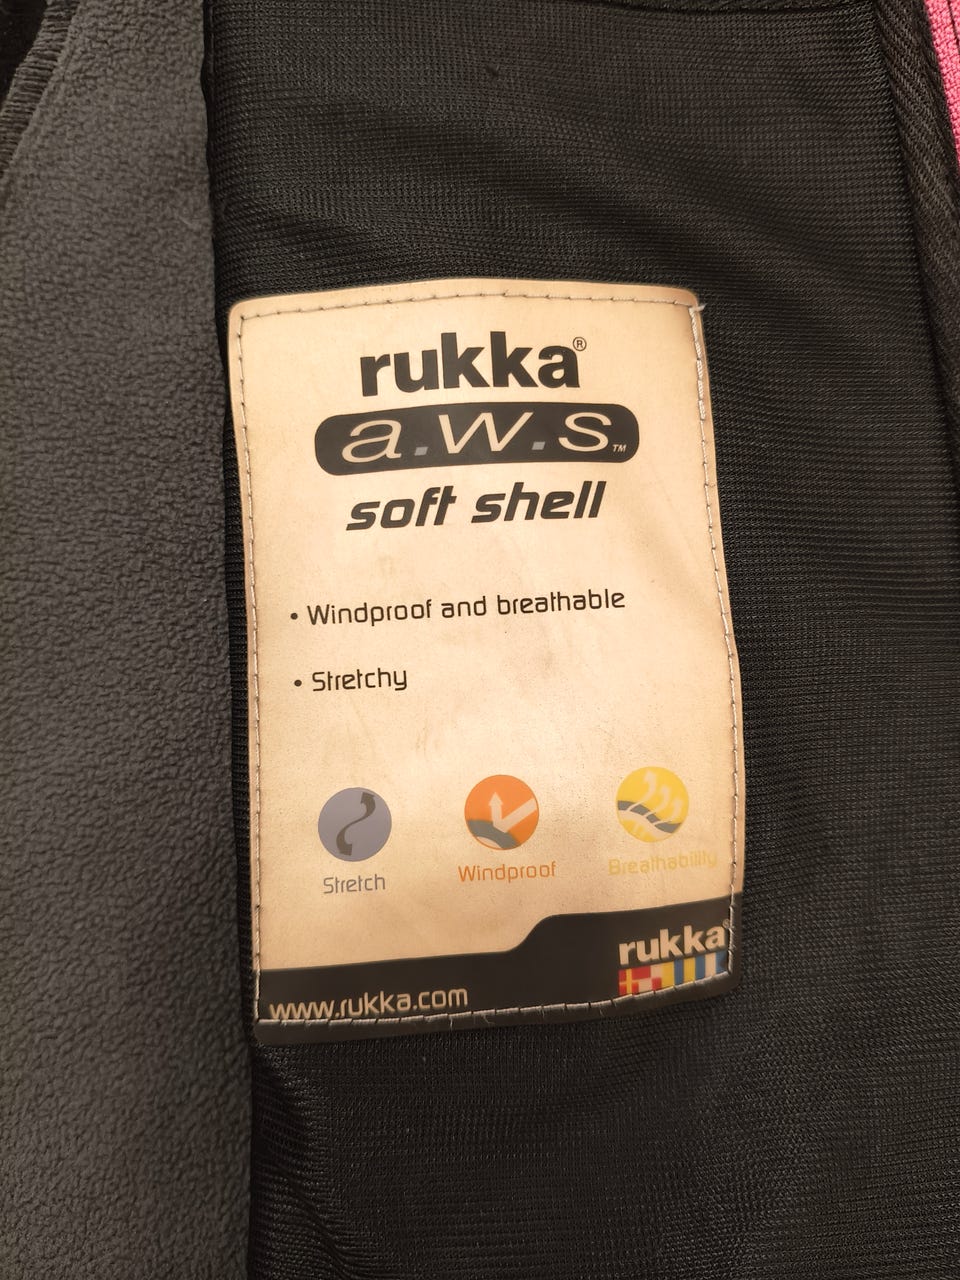 rukka®
a.w.s™
soft shell
• Windproof and breathable
• Stretchy
Stretch
Windproof
Breathability
rukka®
www.rukka.com